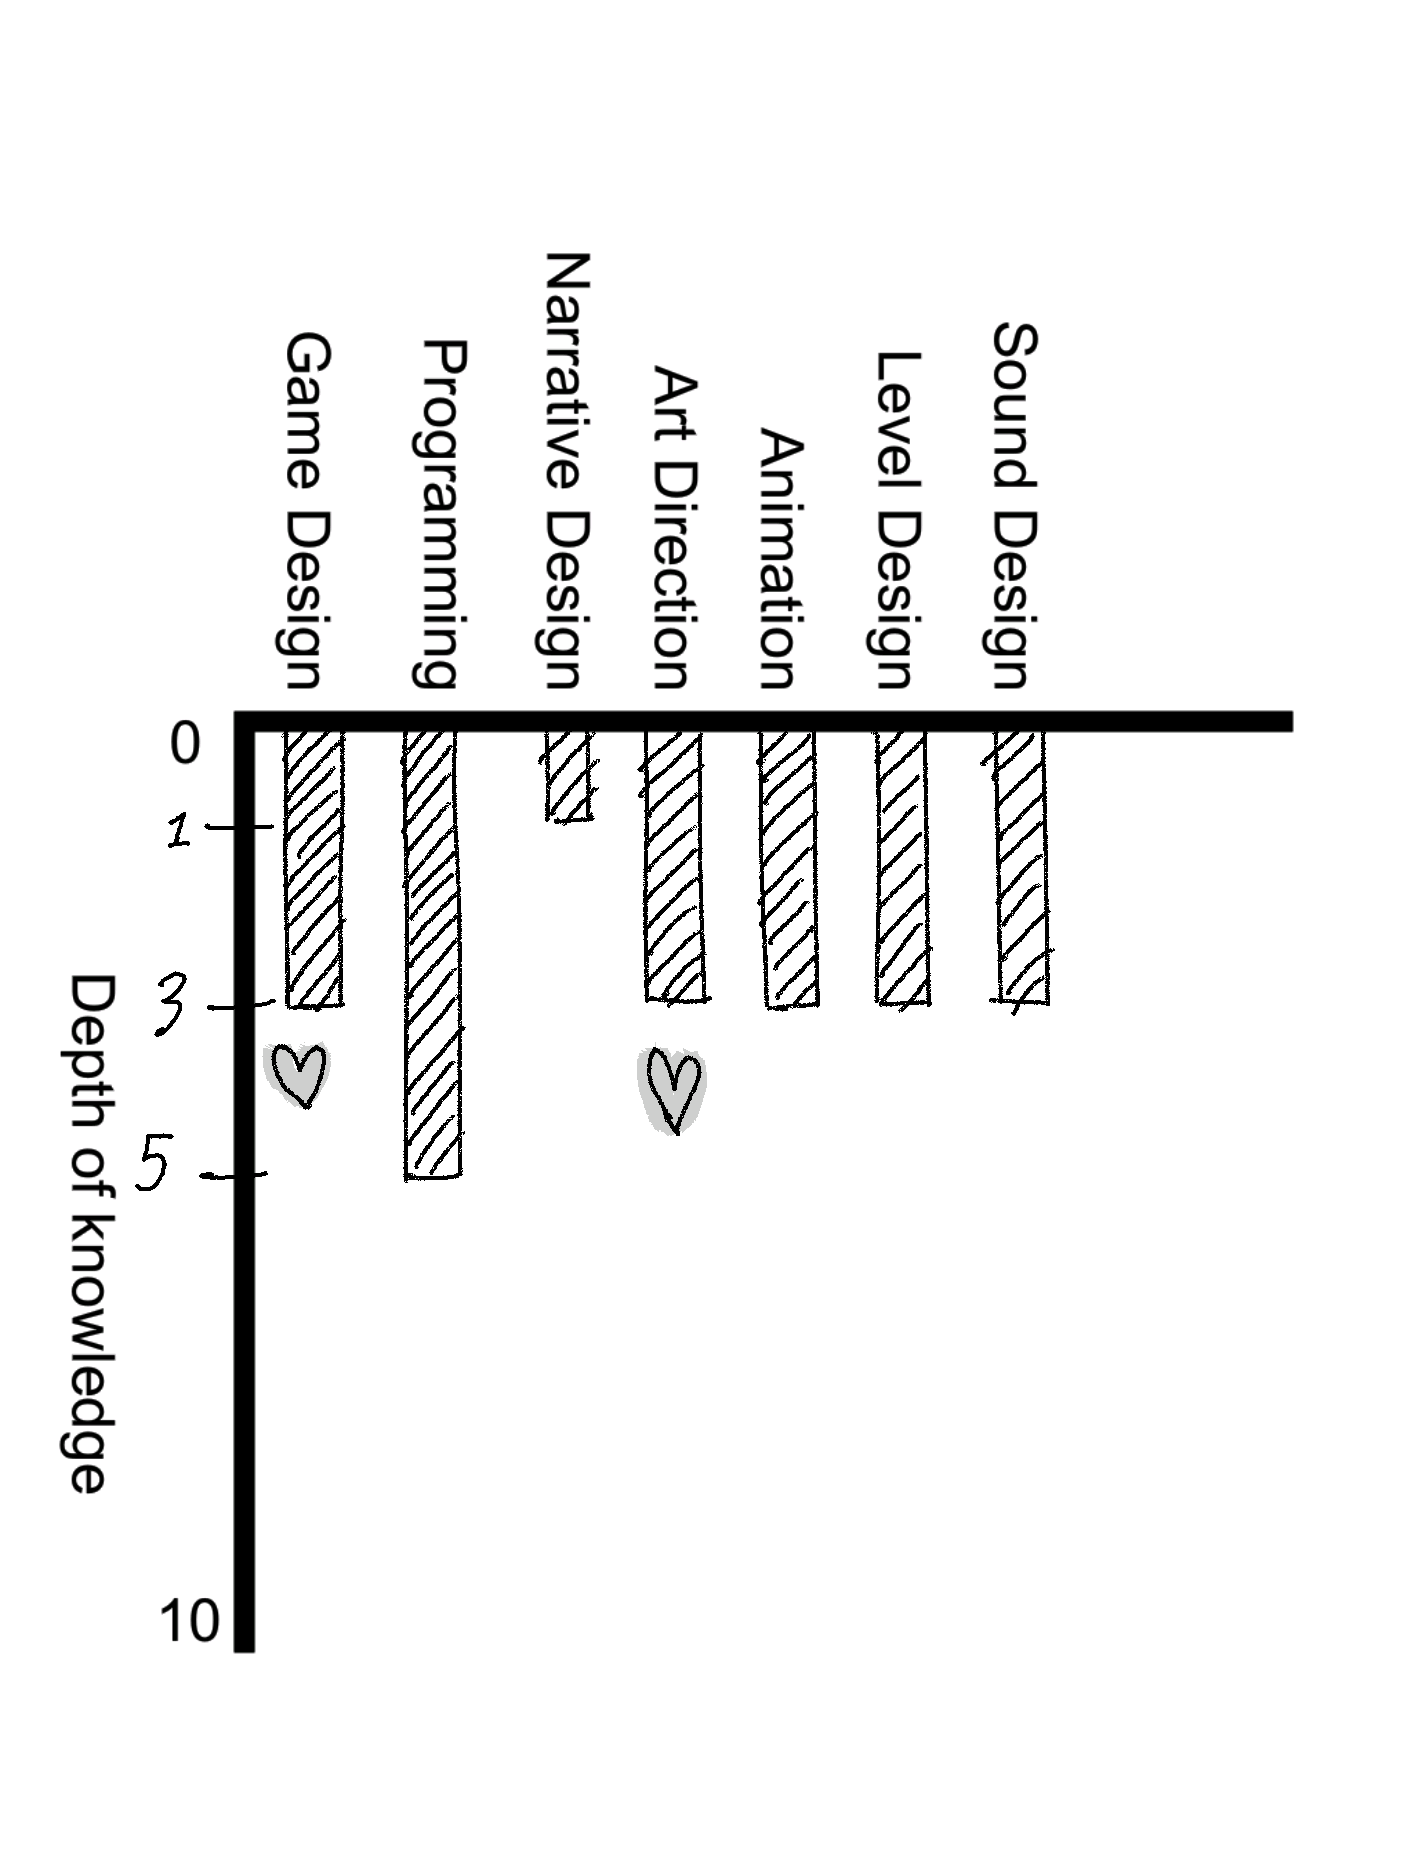 Game Design
Programming
Narrative Design
Art Direction
Animation
Level Design
Sound Design
0
1
3
5
10
Depth of knowledge